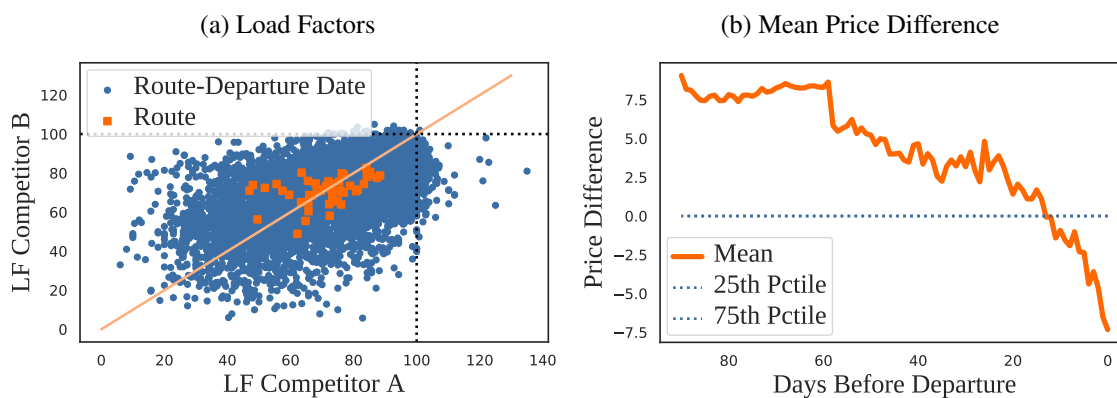 (a) Load Factors
Route-Departure Date
Route
LF Competitor B
120
100
80
60
40
20
0
0 20 40 60 80 100 120 140
LF Competitor A
(b) Mean Price Difference
Price Difference
7.5
5.0
2.5
0.0
−2.5
−5.0
−7.5
Mean
25th Pctile
75th Pctile
80 60 40 20 0
Days Before Departure